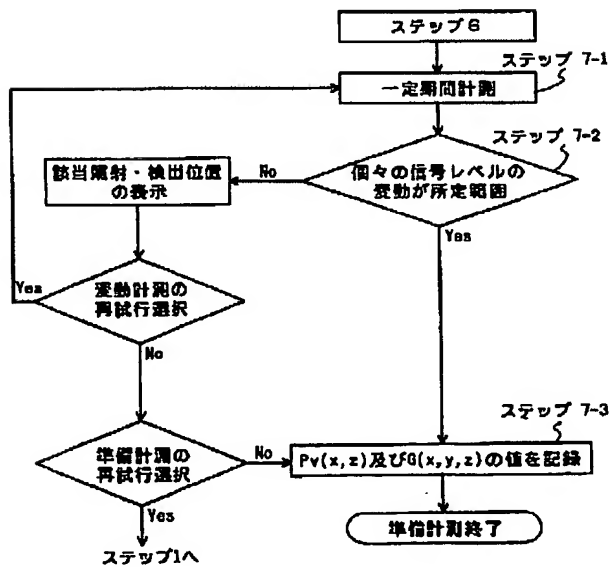 ステップ6
ステップ 7-1
一定期間計測
ステップ 7-2
個々の信号レベルの
変動が所定範囲
No
該当照射・検出位置
の表示
Yes
Yes
変動計測の
再試行選択
No
ステップ 7-3
準備計測の
再試行選択
No
Pv(x,z)及びG(x,y,z)の値を記録
Yes
準備計測終了
ステップ1へ